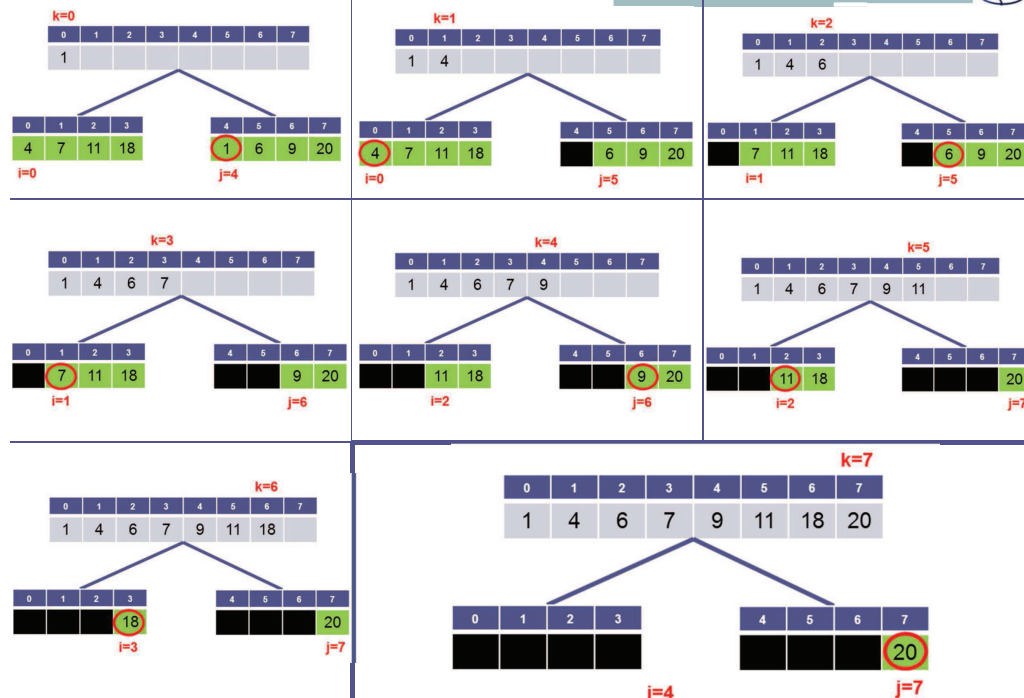 k=0
0 1 2 3 4 5 6 7
1
0 1 2 3
4 7 11 18
i=0
4 5 6 7
1 6 9 20
j=4
k=1
0 1 2 3 4 5 6 7
1 4
0 1 2 3
4 7 11 18
i=0
4 5 6 7
6 9 20
j=5
k=2
0 1 2 3 4 5 6 7
1 4 6
0 1 2 3
7 11 18
i=1
4 5 6 7
6 9 20
j=5
k=3
0 1 2 3 4 5 6 7
1 4 6 7
0 1 2 3
7 11 18
i=1
4 5 6 7
9 20
j=6
k=4
0 1 2 3 4 5 6 7
1 4 6 7 9
0 1 2 3
11 18
i=2
4 5 6 7
9 20
j=6
k=5
0 1 2 3 4 5 6 7
1 4 6 7 9 11
0 1 2 3
11 18
i=2
4 5 6 7
20
j=7
k=6
0 1 2 3 4 5 6 7
1 4 6 7 9 11 18
0 1 2 3
18
i=3
4 5 6 7
20
j=7
k=7
0 1 2 3 4 5 6 7
1 4 6 7 9 11 18 20
0 1 2 3
i=4
4 5 6 7
20
j=7